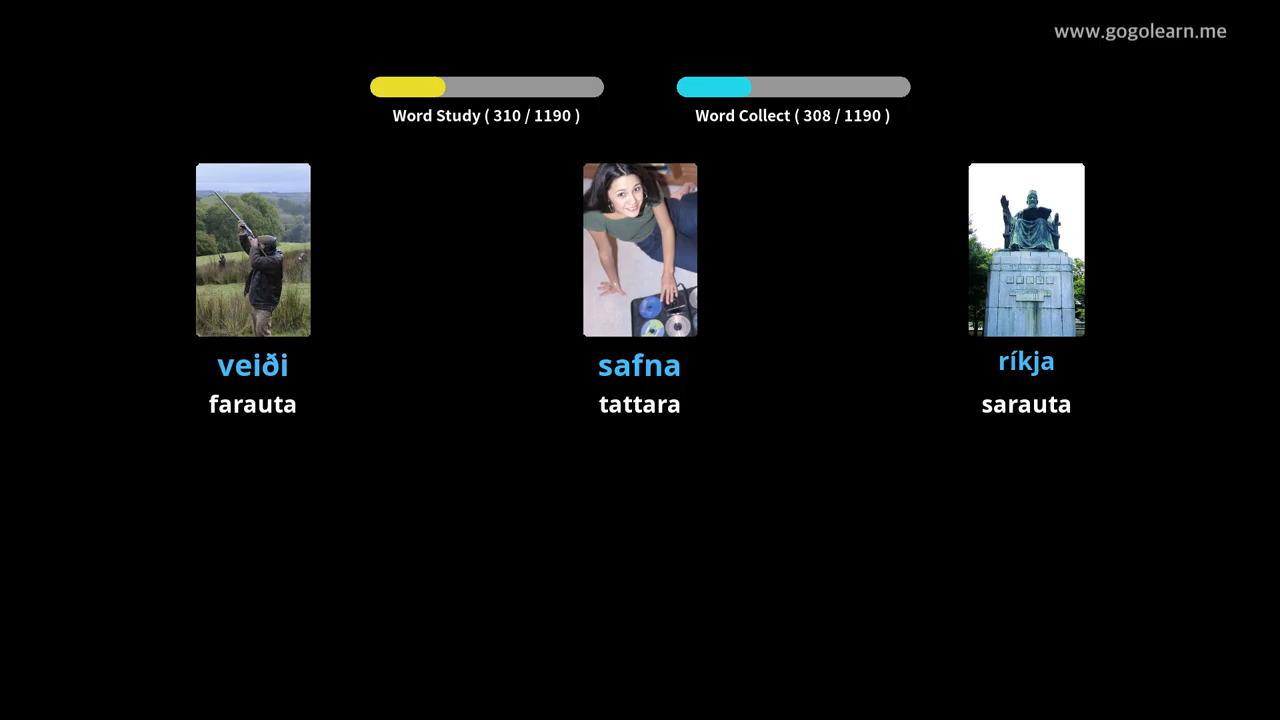 www.gogolearn.me
Word Study ( 310 / 1190 )
Word Collect ( 308 / 1190 )
veiði
safna
ríkja
farauta
tattara
sarauta